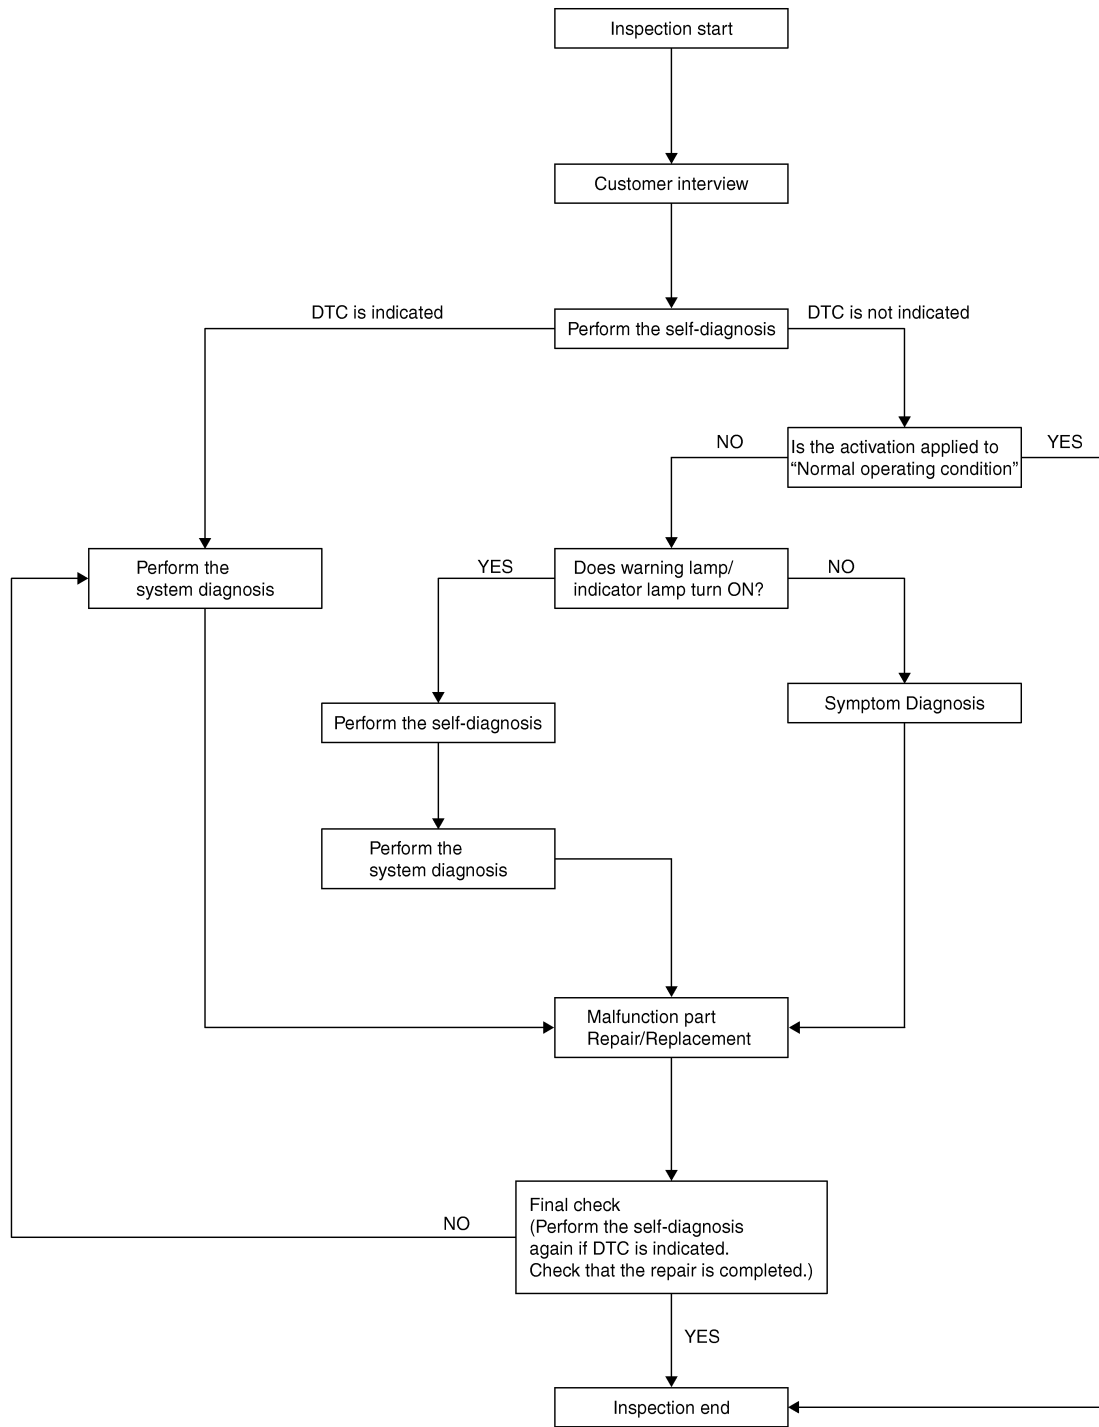 Inspection start
Customer interview
DTC is indicated
Perform the self-diagnosis
DTC is not indicated
NO
Is the activation applied to
“Normal operating condition”
YES
Perform the
system diagnosis
YES
Does warning lamp/
indicator lamp turn ON?
NO
Symptom Diagnosis
Perform the self-diagnosis
Perform the
system diagnosis
Malfunction part
Repair/Replacement
NO
Final check
(Perform the self-diagnosis
again if DTC is indicated.
Check that the repair is completed.)
YES
Inspection end